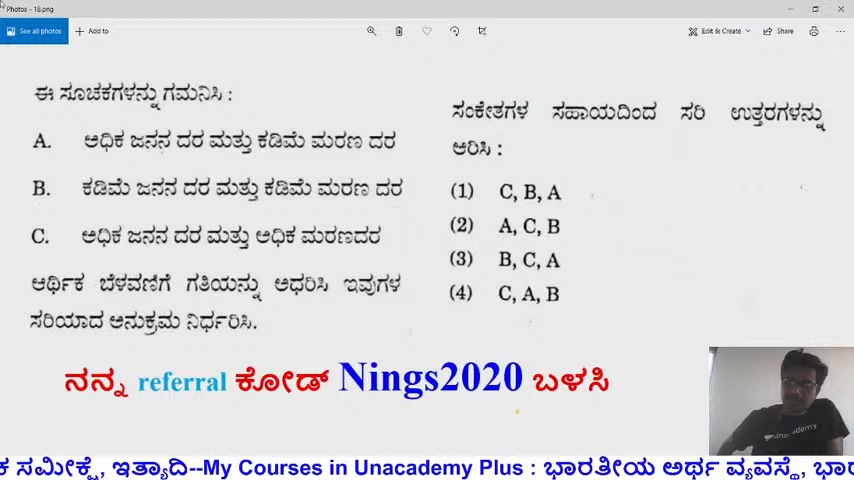 Photos - 18.png
See all photos
Add to
Edit & Create
Share
ಈ ಸೂಚಕಗಳನ್ನು ಗಮನಿಸಿ :
A. ಅಧಿಕ ಜನನ ದರ ಮತ್ತು ಕಡಿಮೆ ಮರಣ ದರ
B. ಕಡಿಮೆ ಜನನ ದರ ಮತ್ತು ಕಡಿಮೆ ಮರಣ ದರ
C. ಅಧಿಕ ಜನನ ದರ ಮತ್ತು ಅಧಿಕ ಮರಣದರ
ಆರ್ಥಿಕ ಬೆಳವಣಿಗೆ ಗತಿಯನ್ನು ಅಧರಿಸಿ ಇವುಗಳ
ಸರಿಯಾದ ಅನುಕ್ರಮ ನಿರ್ಧರಿಸಿ.
ಸಂಕೇತಗಳ ಸಹಾಯದಿಂದ ಸರಿ ಉತ್ತರಗಳನ್ನು
ಆರಿಸಿ :
(1) C, B, A
(2) A, C, B
(3) B, C, A
(4) C, A, B
ನನ್ನ referral ಕೋಡ್ Nings2020 ಬಳಸಿ
unacademy
ಕ ಸಮೀಕ್ಷೆ, ಇತ್ಯಾದಿ--My Courses in Unacademy Plus : ಭಾರತೀಯ ಅರ್ಥ ವ್ಯವಸ್ಥೆ, ಭಾರ